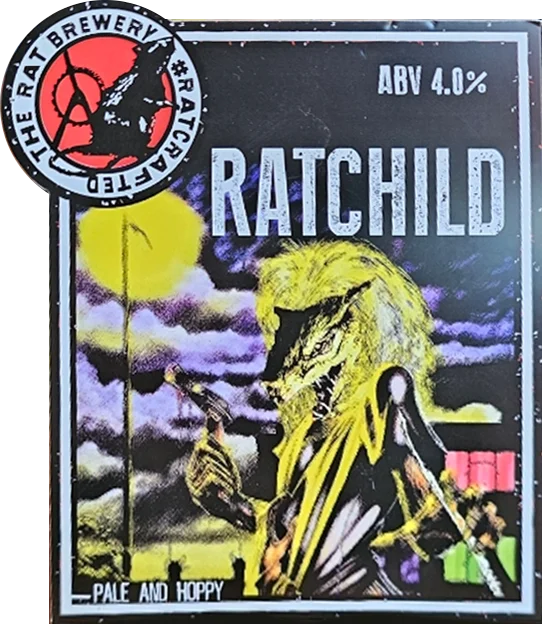 THE RAT BREWERY
#RATCRAFTED
ABV 4.0%
RATCHILD
PALE AND HOPPY